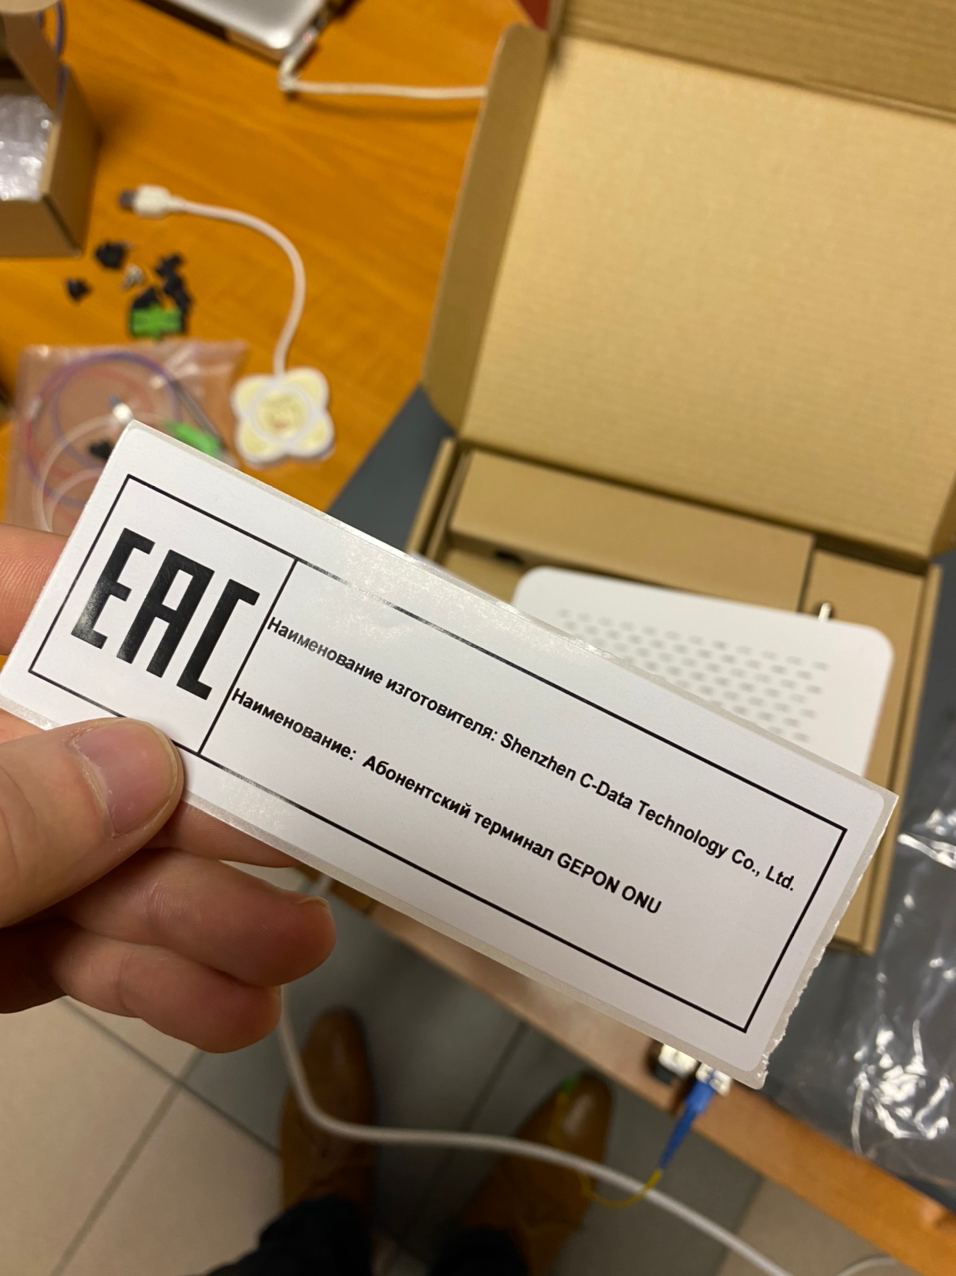 EAC
Наименование изготовителя: Shenzhen C-Data Technology Co., Ltd.
Наименование: Абонентский терминал GEPON ONU